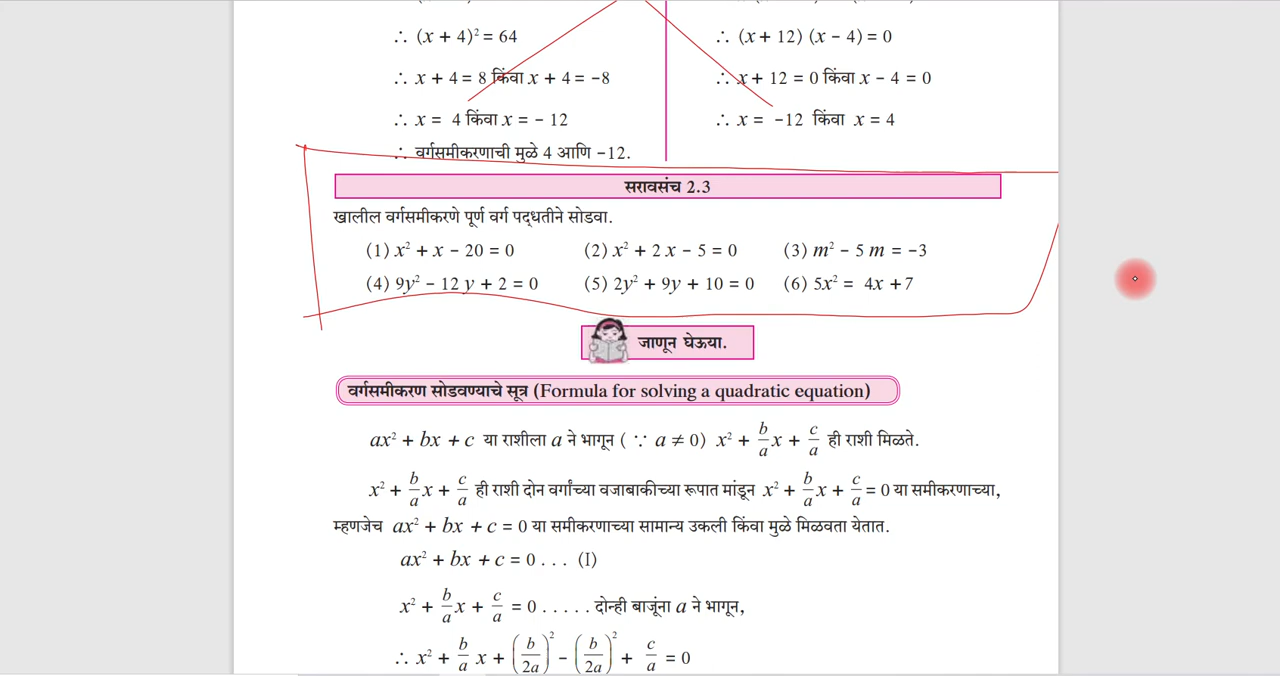 ∴ (x + 4)² = 64
∴ (x + 12) (x – 4) = 0
∴ x + 4 = 8 किंवा x + 4 = –8
∴ x + 12 = 0 किंवा x – 4 = 0
∴ x = 4 किंवा x = – 12
∴ x = –12 किंवा x = 4
∴ वर्गसमीकरणाची मुळे 4 आणि –12.
सरावसंच 2.3
खालील वर्गसमीकरणे पूर्ण वर्ग पद्धतीने सोडवा.
(1) x² + x – 20 = 0 (2) x² + 2 x – 5 = 0 (3) m² – 5 m = –3
(4) 9y² – 12 y + 2 = 0 (5) 2y² + 9y + 10 = 0 (6) 5x² = 4x + 7
जाणून घेऊया.
वर्गसमीकरण सोडवण्याचे सूत्र (Formula for solving a quadratic equation)
ax² + bx + c या राशीला a ने भागून ( ∵ a ≠ 0) x² + b/a x + c/a ही राशी मिळते.
x² + b/a x + c/a ही राशी दोन वर्गांच्या वजाबाकीच्या रूपात मांडून x² + b/a x + c/a = 0 या समीकरणाच्या,
म्हणजेच ax² + bx + c = 0 या समीकरणाच्या सामान्य उकली किंवा मुळे मिळवता येतात.
ax² + bx + c = 0 . . . (I)
x² + b/a x + c/a = 0 . . . . . दोन्ही बाजूंना a ने भागून,
∴ x² + b/a x + (b/2a)² – (b/2a)² + c/a = 0